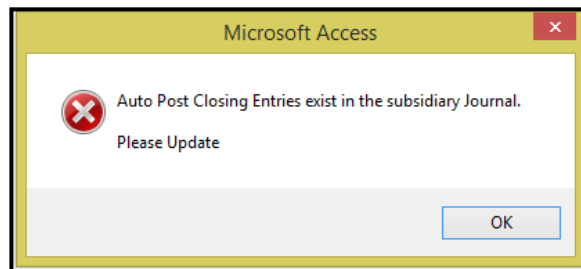 Microsoft Access
Auto Post Closing Entries exist in the subsidiary Journal.
Please Update
OK